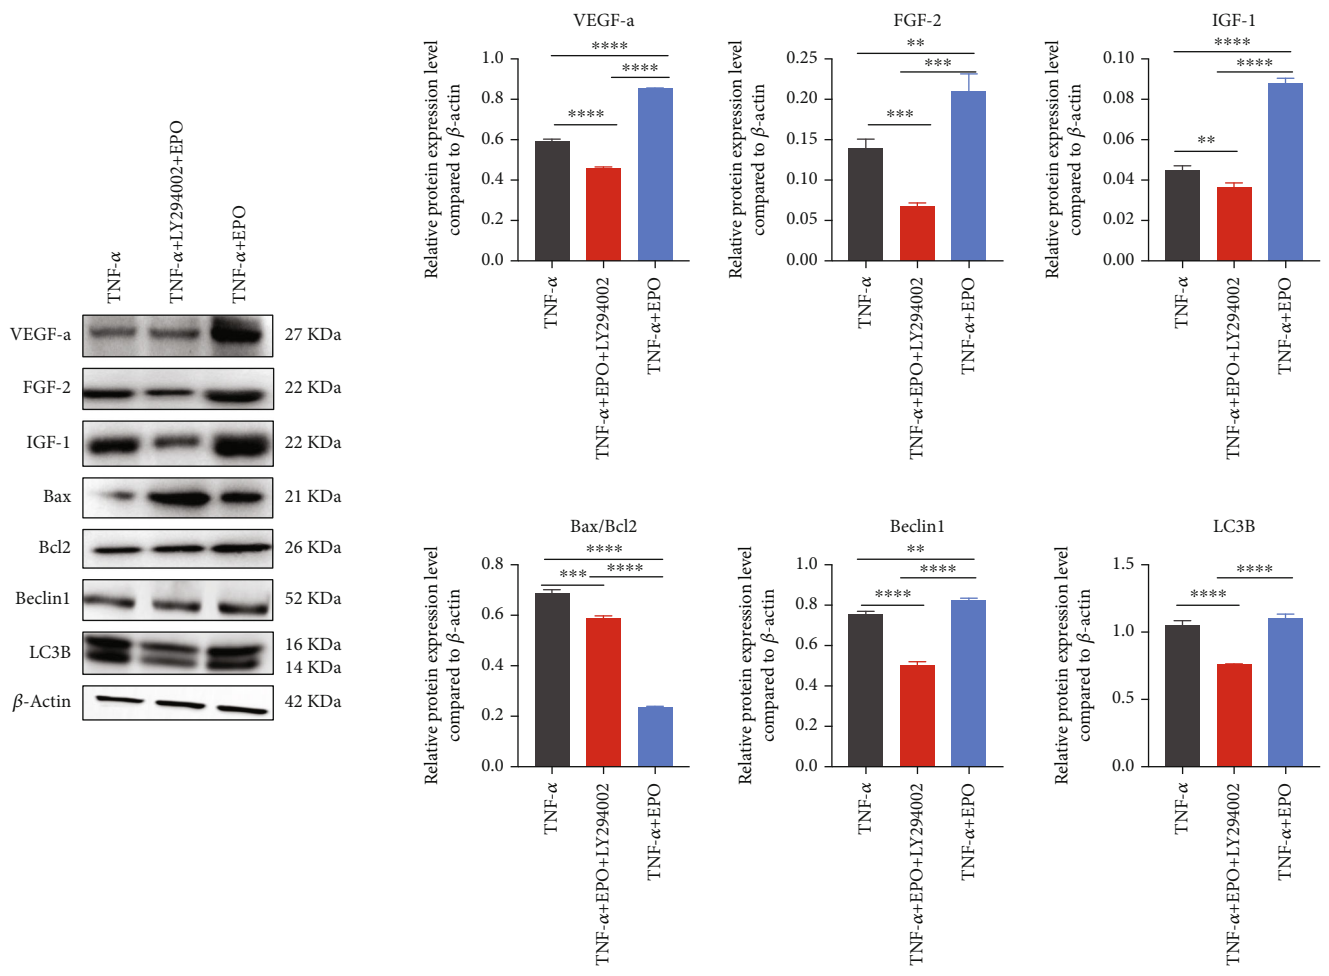 TNF-α
TNF-α+LY294002+EPO
TNF-α+EPO
VEGF-a 27 KDa
FGF-2 22 KDa
IGF-1 22 KDa
Bax 21 KDa
Bcl2 26 KDa
Beclin1 52 KDa
LC3B 16 KDa
14 KDa
β-Actin 42 KDa
VEGF-a
Relative protein expression level
compared to β-actin
1.0
0.8
0.6
0.4
0.2
0.0
****
****
****
TNF-α
TNF-α+EPO+LY294002
TNF-α+EPO
FGF-2
Relative protein expression level
compared to β-actin
0.25
0.20
0.15
0.10
0.05
0.00
**
***
***
TNF-α
TNF-α+EPO+LY294002
TNF-α+EPO
IGF-1
Relative protein expression level
compared to β-actin
0.10
0.08
0.06
0.04
0.02
0.00
****
****
**
TNF-α
TNF-α+EPO+LY294002
TNF-α+EPO
Bax/Bcl2
Relative protein expression level
compared to β-actin
0.8
0.6
0.4
0.2
0.0
****
*** ****
TNF-α
TNF-α+EPO+LY294002
TNF-α+EPO
Beclin1
Relative protein expression level
compared to β-actin
1.0
0.8
0.6
0.4
0.2
0.0
**
****
****
TNF-α
TNF-α+EPO+LY294002
TNF-α+EPO
LC3B
Relative protein expression level
compared to β-actin
1.5
1.0
0.5
0.0
****
****
TNF-α
TNF-α+EPO+LY294002
TNF-α+EPO